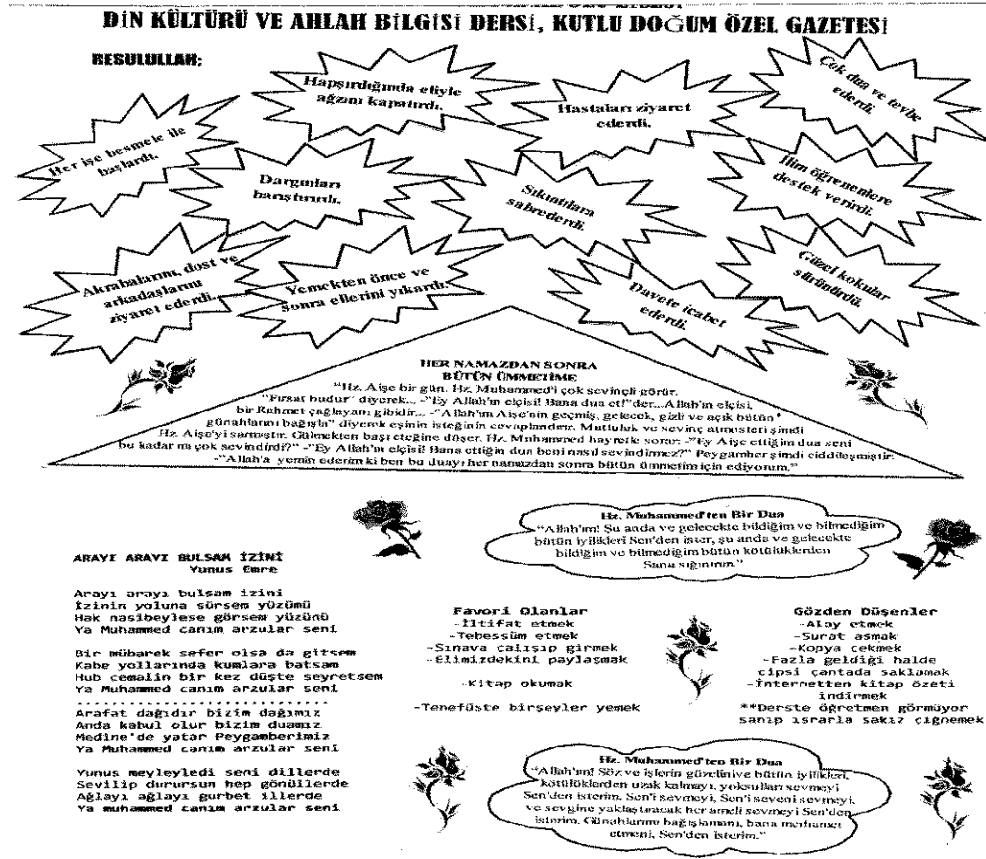 DİN KÜLTÜRÜ VE AHLAH BİLGİSİ DERSİ, KUTLU DOĞUM ÖZEL GAZETESİ
RESULULLAH;
Hapşırdığında eliyle
ağzını kapatırdı.
Hastaları ziyaret
ederdi.
Çok dua ve tevbe
ederdi.
Her işe besmele ile
başlardı.
Dargınları
barıştırırdı.
Sıkıntılara
sabrederdi.
İlim öğrenenlere
destek verirdi.
Akrabalarını, dost ve
arkadaşlarını
ziyaret ederdi.
Yemekten önce ve
sonra ellerini yıkardı.
Davete icabet
ederdi.
Güzel kokular
sürünürdü.
HER NAMAZDAN SONRA
BÜTÜN ÜMMETİME
"Hz. Aişe bir gün. Hz. Muhammed'i çok sevinçli görür.
"Fırsat budur" diyerek... -"Ey Allah'ın elçisi! Bana dua et!"der...Allah'ın elçisi,
bir Rahmet çağlayanı gibidir... -"Allah'ım Aişe'nin geçmiş, gelecek, gizli ve açık bütün
günahlarını bağışla" diyerek eşinin isteğinin cevaplandırır. Mutluluk ve sevinç atmosferi şimdi
Hz. Aişe'yi sarmıştır. Gülmekten başı eteğine düşer. Hz. Muhammed hayretle sorar: -"Ey Aişe ettiğim dua seni
bu kadar mı çok sevindirdi?" -"Ey Allah'ın elçisi! Bana ettiğin dua beni nasıl sevindirmez?" Peygamber şimdi ciddileşmiştir:
-"Allah'a yemin ederim ki ben bu duayı her namazdan sonra bütün ümmetim için ediyorum."
Hz. Muhammed'ten Bir Dua
"Allah'ım! Şu anda ve gelecekte bildiğim ve bilmediğim
bütün iyilikleri Sen'den ister, şu anda ve gelecekte
bildiğim ve bilmediğim bütün kötülüklerden
Sana sığınırım."
ARAYI ARAYI BULSAM İZİNİ
Yunus Emre
Arayı arayı bulsam izini
İzinin yoluna sürsem yüzümü
Hak nasibeylese görsem yüzünü
Ya Muhammed canım arzular seni
Bir mübarek sefer olsa da gitsem
Kabe yollarında kumlara batsam
Hub cemalin bir kez düşte seyretsem
Ya Muhammed canım arzular seni
Arafat dağıdır bizim dağımız
Anda kabul olur bizim duamız
Medine'de yatar Peygamberimiz
Ya Muhammed canım arzular seni
Yunus meyleyledi seni dillerde
Sevilip durursun hep gönüllerde
Ağlayı ağlayı gurbet illerde
Ya muhammed canım arzular seni
Favori Olanlar
-İltifat etmek
-Tebessüm etmek
-Sınava çalışıp girmek
-Elimizdekini paylaşmak
-Kitap okumak
-Tenefüste birşeyler yemek
Gözden Düşenler
-Alay etmek
-Surat asmak
-Kopya cekmek
-Fazla geldiği halde
cipsi çantada saklamak
-İnternetten kitap özeti
indirmek
**Derste öğretmen görmüyor
sanıp ısrarla sakız çiğnemek
Hz. Muhammed'ten Bir Dua
"Allah'ım! Söz ve işlerin güzelini ve bütün iyilikleri,
kötülüklerden uzak kalmayı, yoksulları sevmeyi
Sen'den isterim. Sen'i sevmeyi, Sen'i seveni sevmeyi,
ve sevgine yaklaştıracak her ameli sevmeyi Sen'den
isterim. Günahlarımı bağışlamanı, bana merhamet
etmeni, Sen'den isterim."